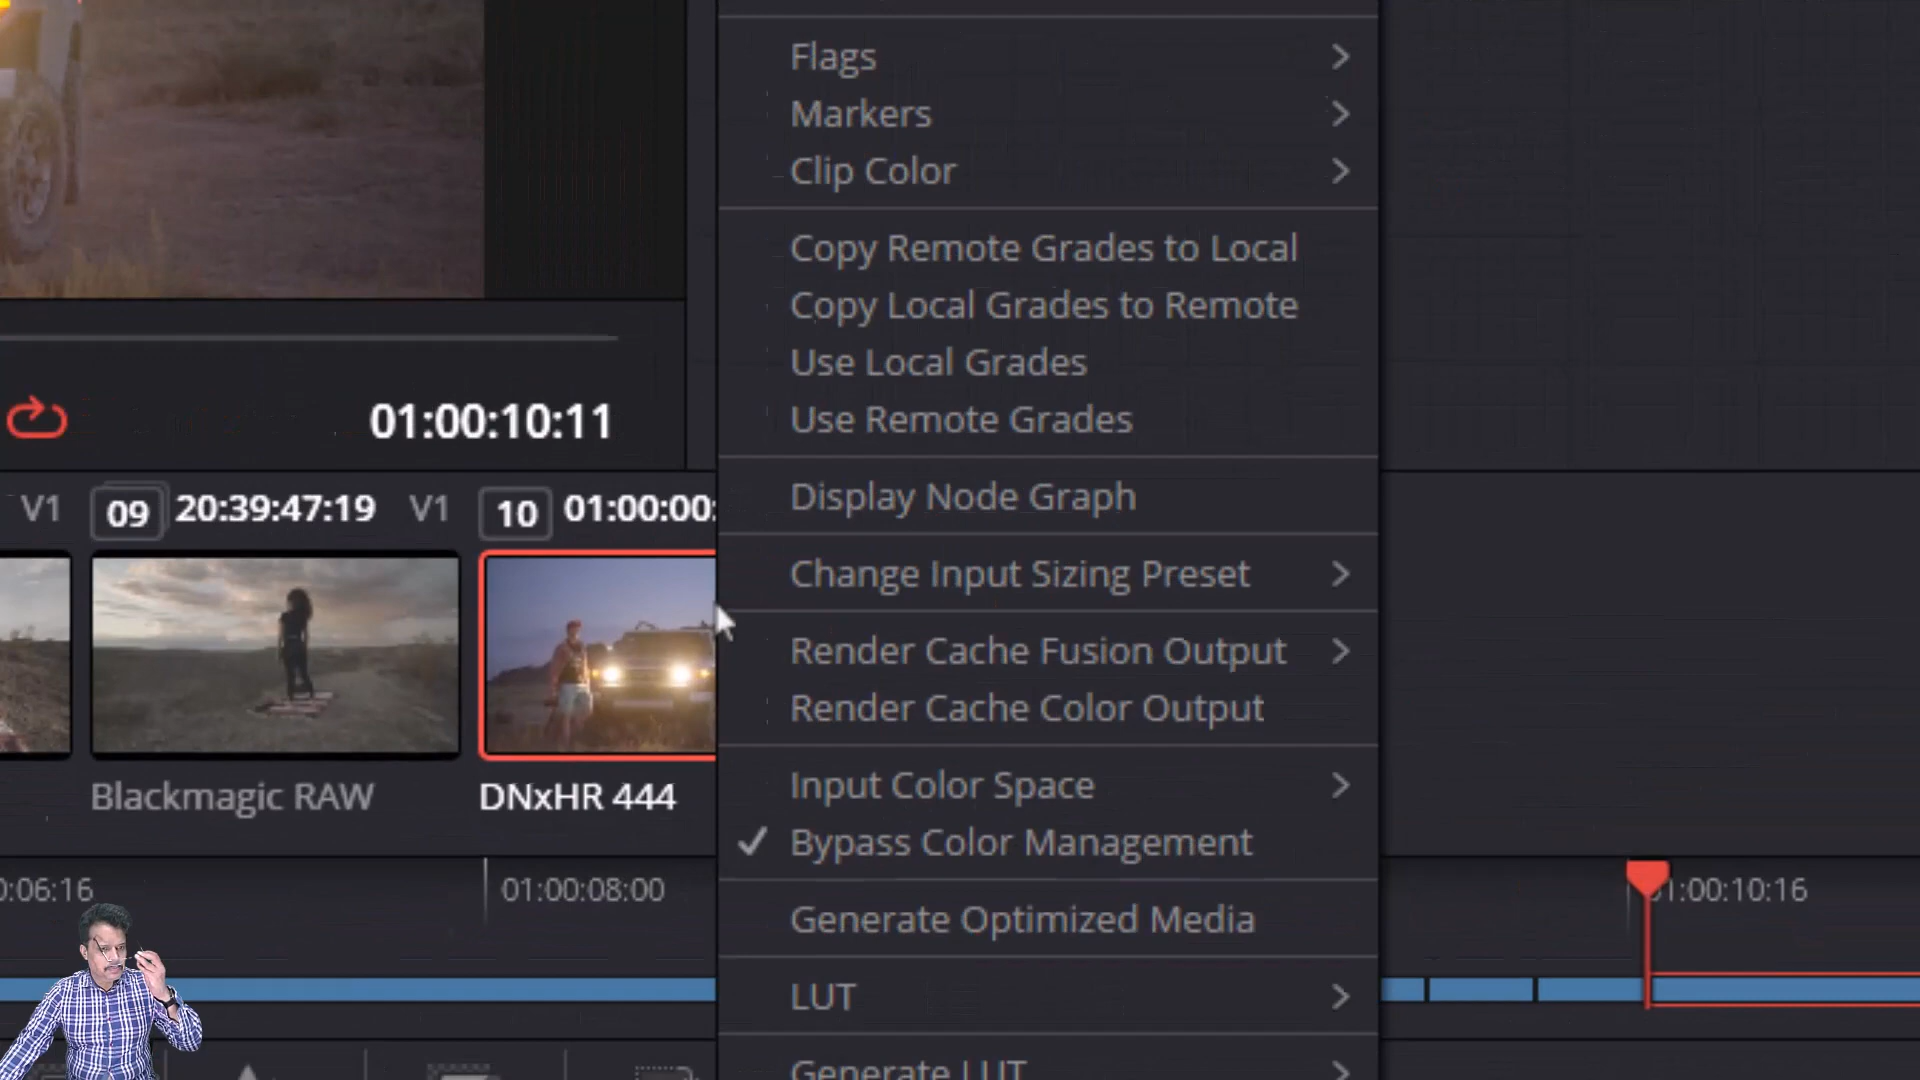 Flags
Markers
Clip Color
Copy Remote Grades to Local
Copy Local Grades to Remote
Use Local Grades
Use Remote Grades
Display Node Graph
Change Input Sizing Preset
Render Cache Fusion Output
Render Cache Color Output
Input Color Space
Bypass Color Management
Generate Optimized Media
LUT
Generate LUT
01:00:10:11
V1 09 20:39:47:19 V1 10 01:00:00:
Blackmagic RAW DNxHR 444
0:06:16 01:00:08:00 1:00:10:16